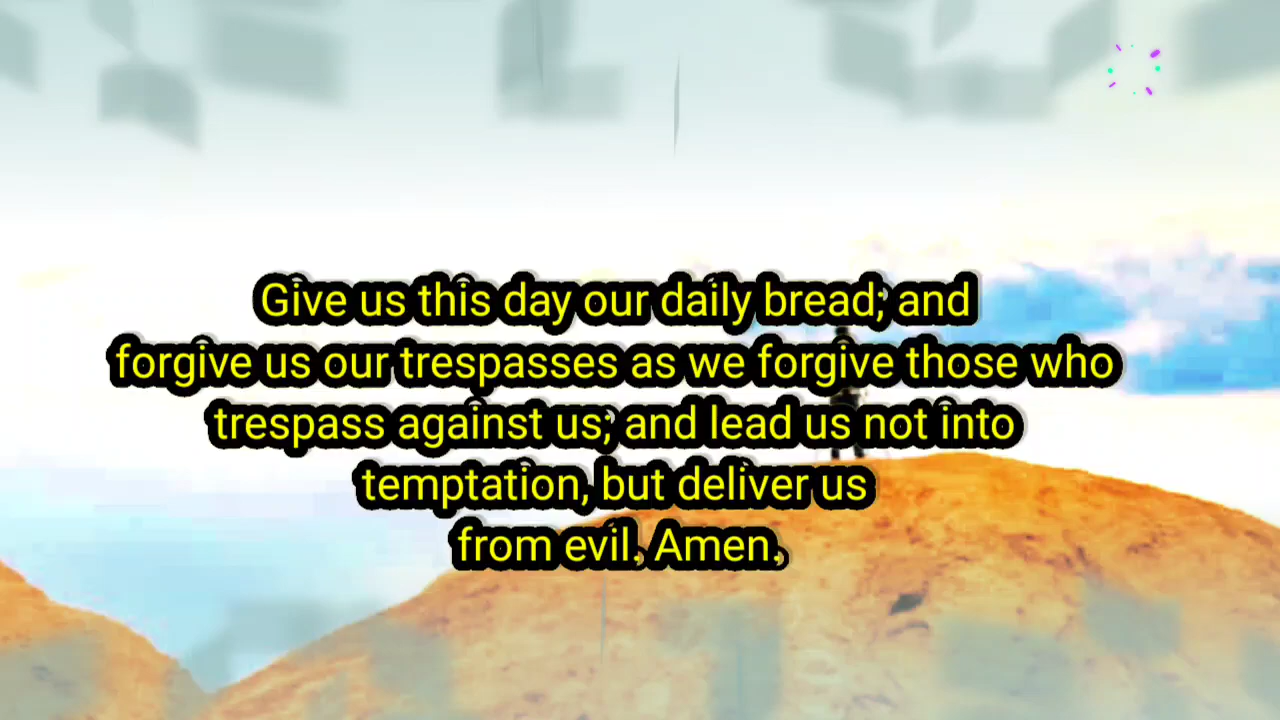 Give us this day our daily bread; and
forgive us our trespasses as we forgive those who
trespass against us; and lead us not into
temptation, but deliver us
from evil. Amen.